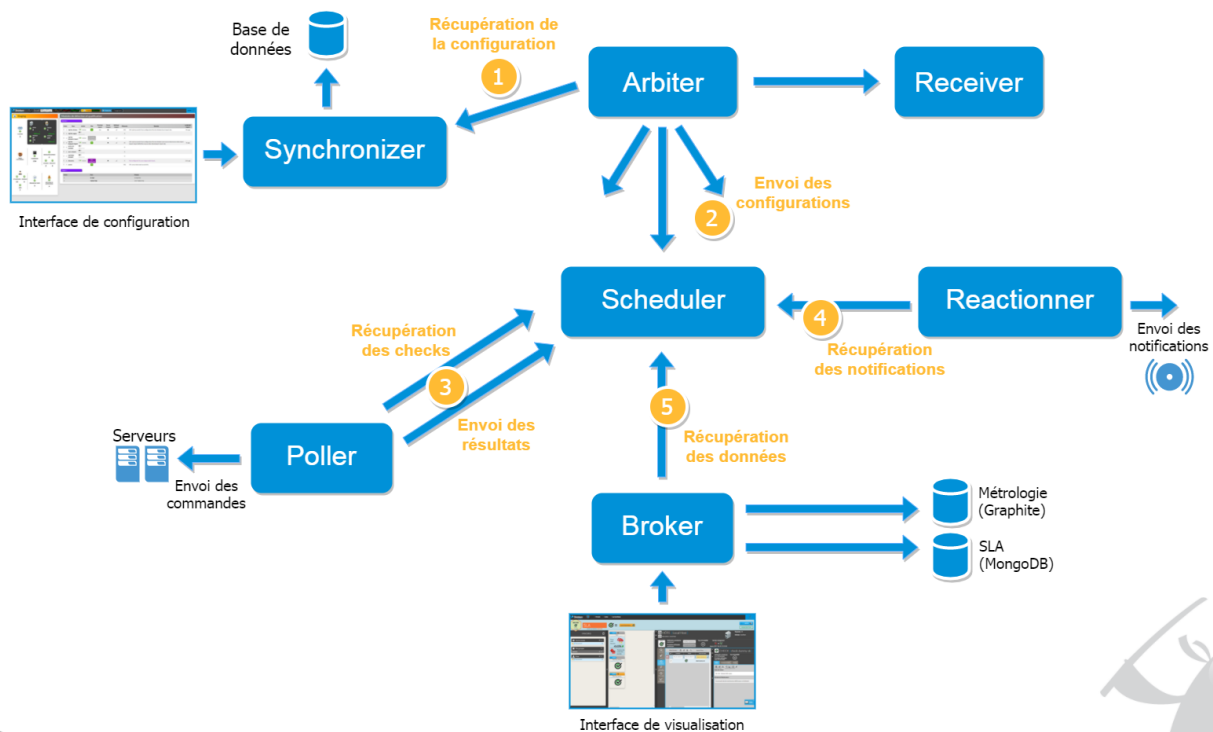 Base de
données
Récupération de
la configuration
1
Arbiter
Receiver
Synchronizer
Interface de configuration
Envoi des
configurations
2
Scheduler
Reactionner
4
Récupération
des notifications
Envoi des
notifications
Récupération
des checks
3
Envoi des
résultats
5
Récupération
des données
Serveurs
Envoi des
commandes
Poller
Broker
Métrologie
(Graphite)
SLA
(MongoDB)
Interface de visualisation